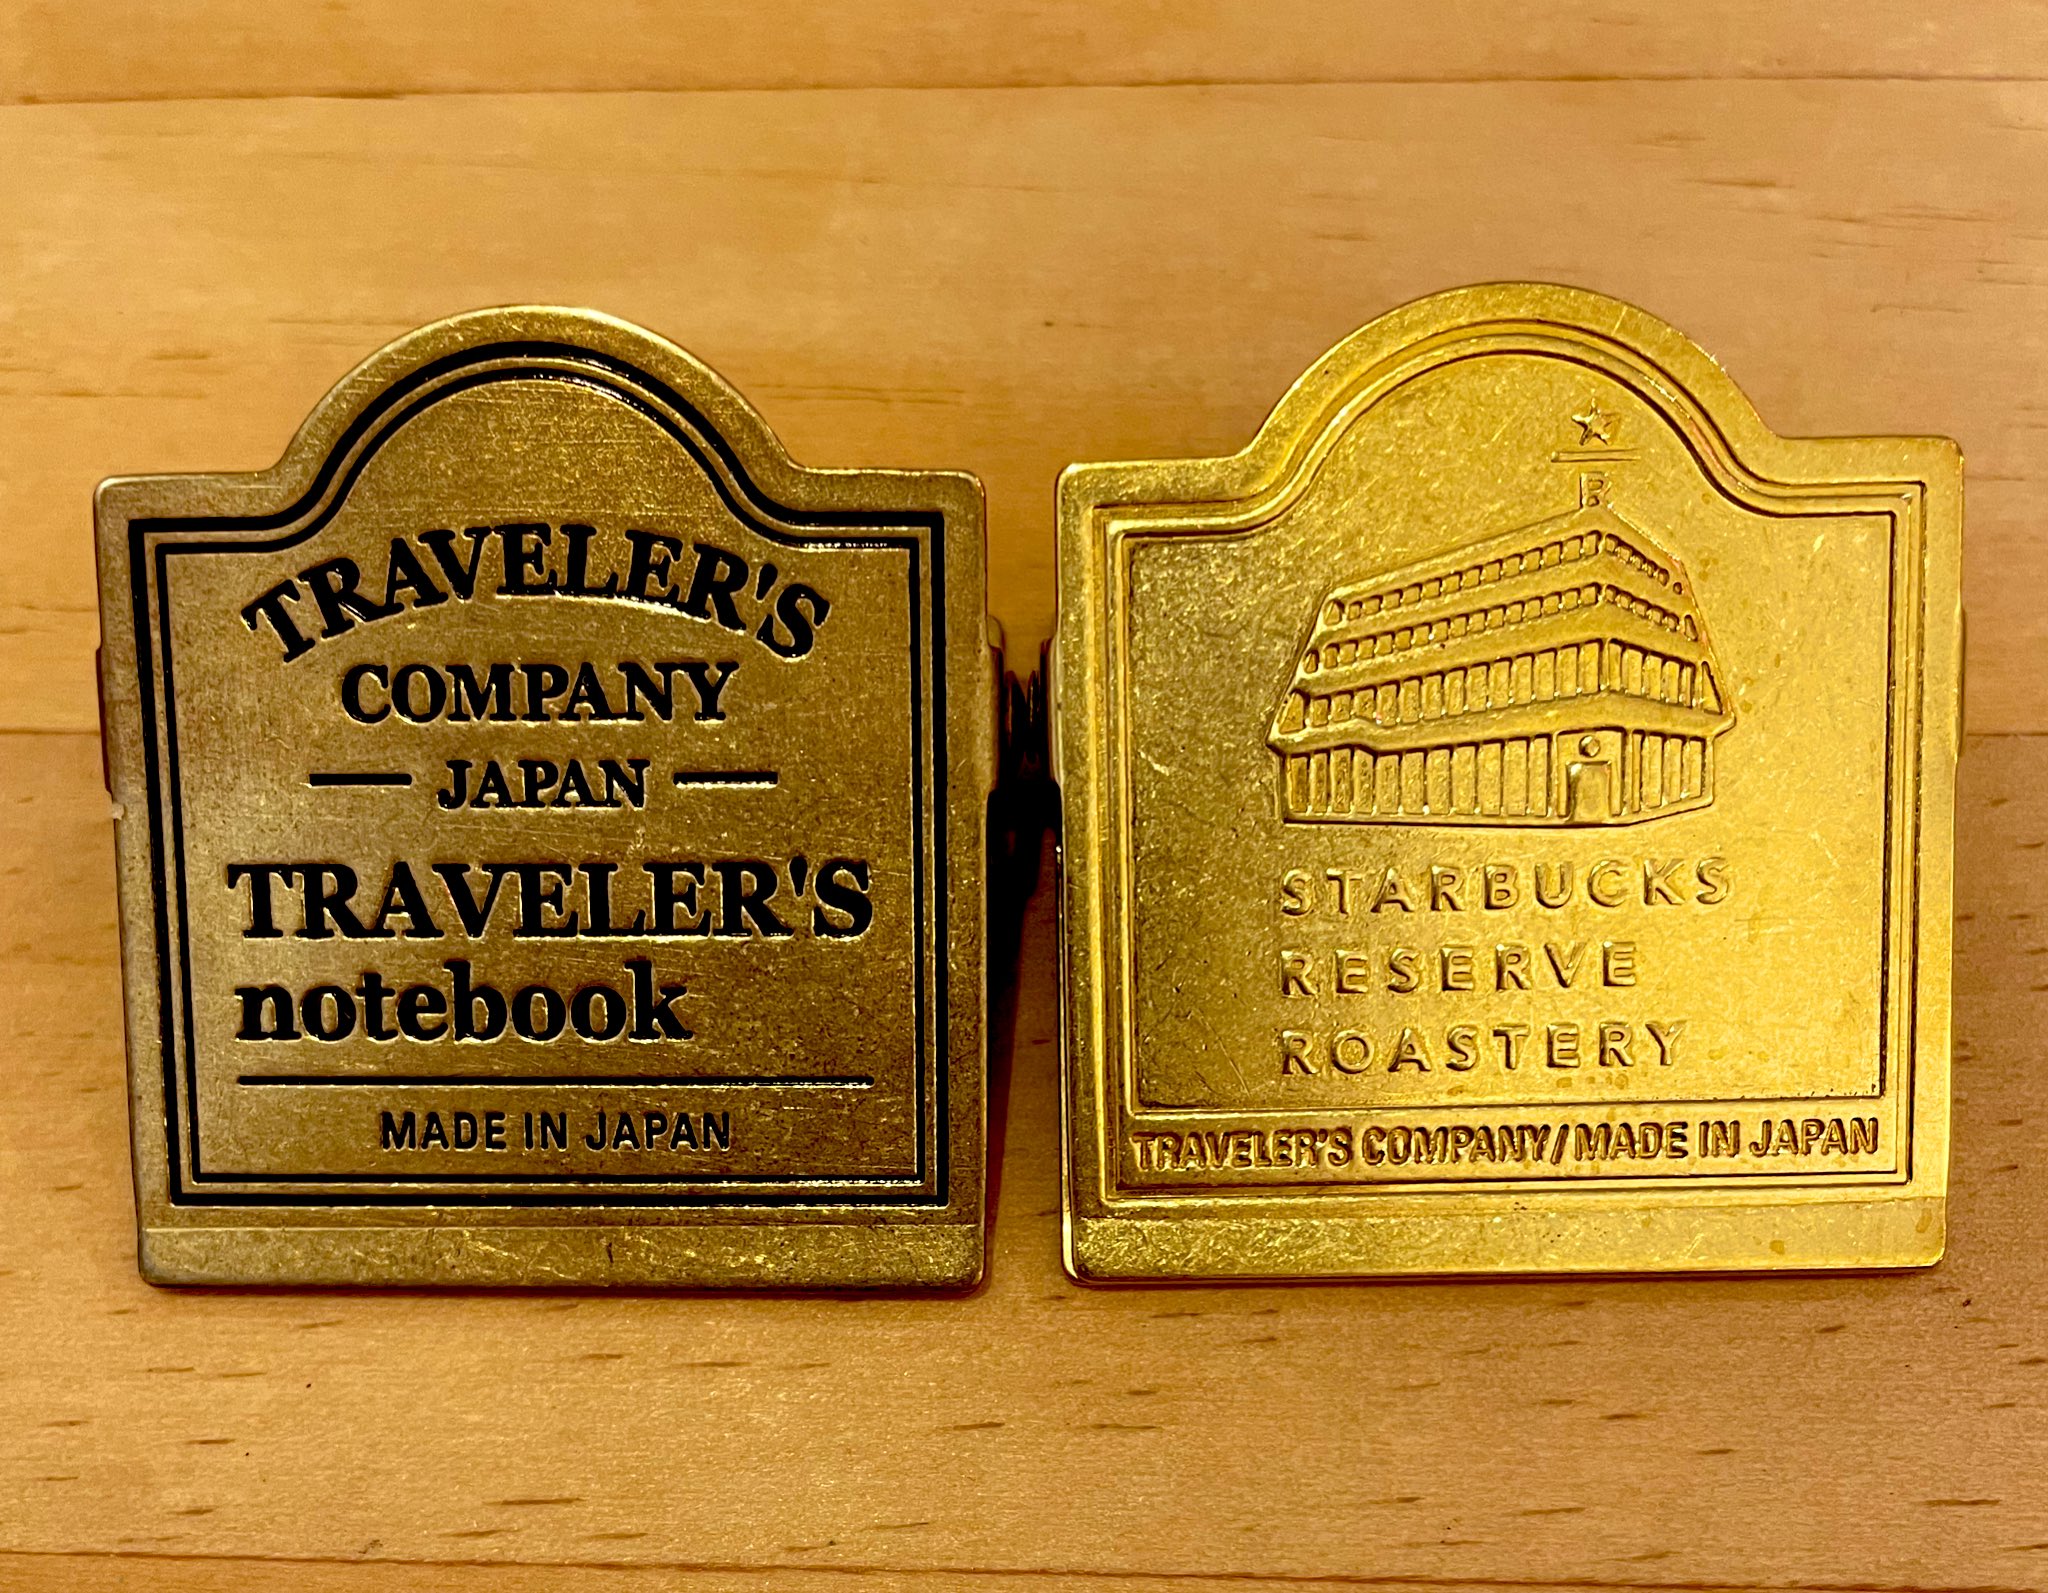 TRAVELER'S
COMPANY
JAPAN
TRAVELER'S
notebook
MADE IN JAPAN
R
STARBUCKS
RESERVE
ROASTERY
TRAVELER'S COMPANY/MADE IN JAPAN